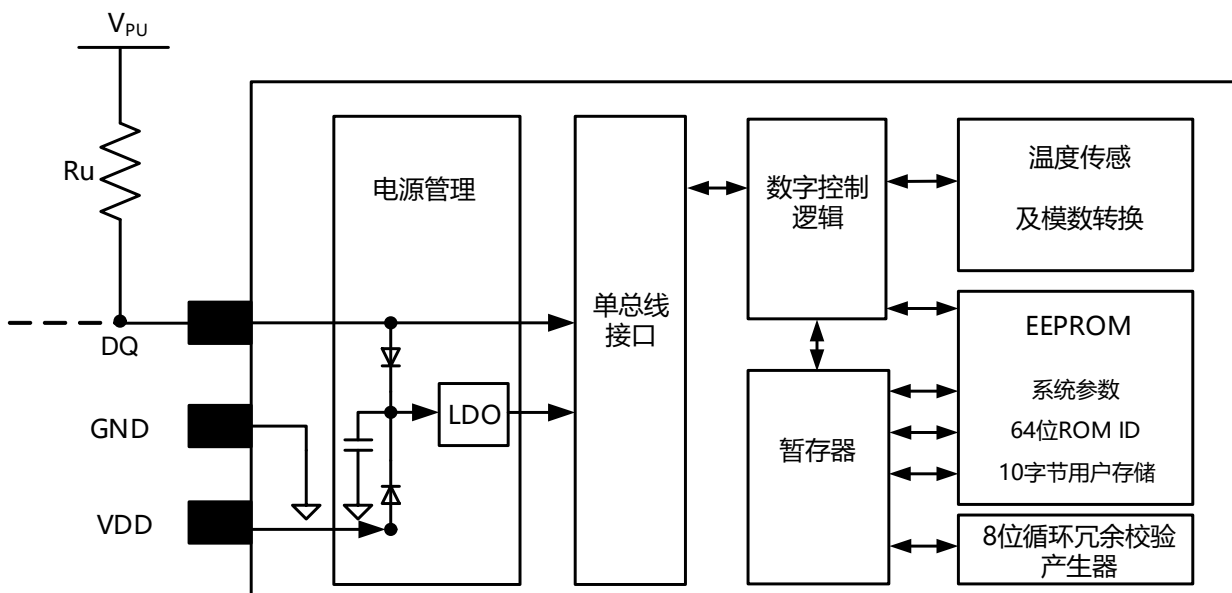 VPU
Ru
DQ
GND
VDD
电源管理
LDO
单总线
接口
数字控制
逻辑
暂存器
温度传感
及模数转换
EEPROM
系统参数
64位ROM ID
10字节用户存储
8位循环冗余校验
产生器